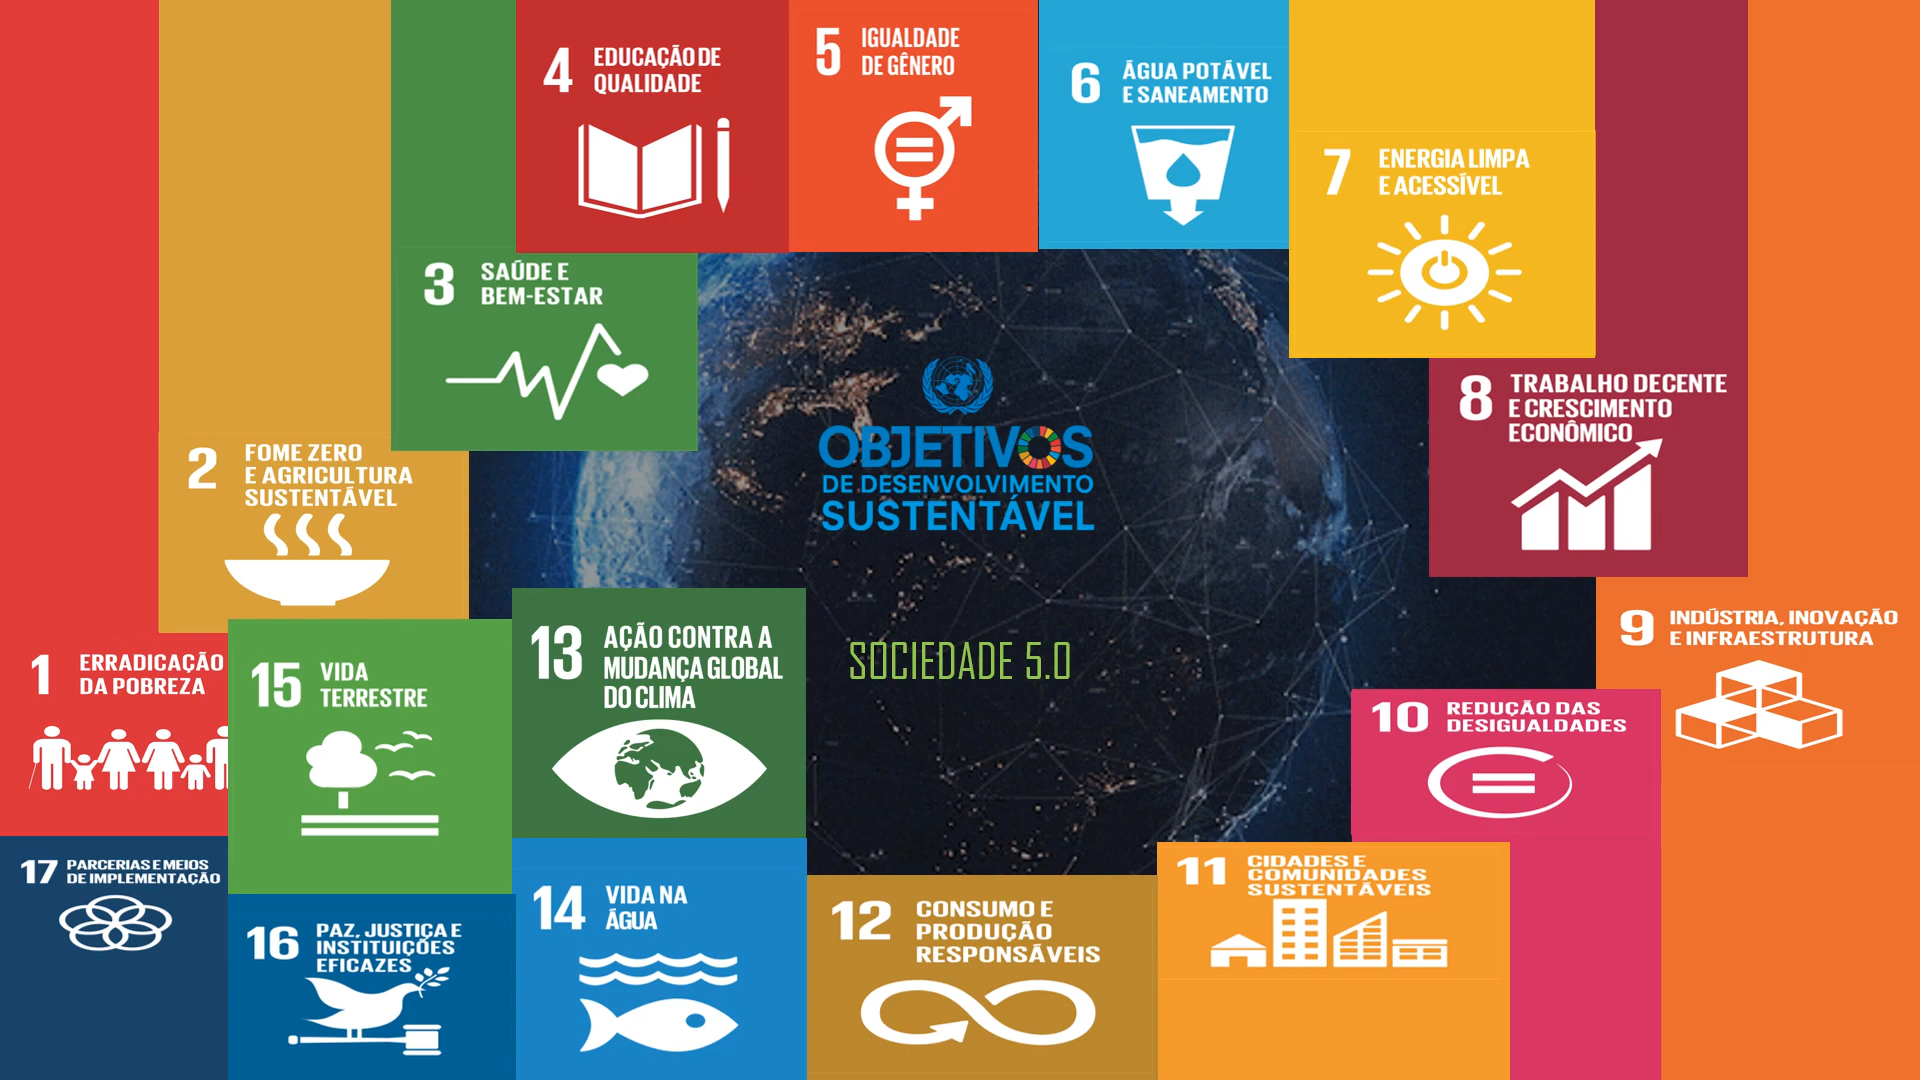 4 EDUCAÇÃO DE
QUALIDADE
5 IGUALDADE
DE GÊNERO
6 ÁGUA POTÁVEL
E SANEAMENTO
7 ENERGIA LIMPA
E ACESSÍVEL
3 SAÚDE E
BEM-ESTAR
8 TRABALHO DECENTE
E CRESCIMENTO
ECONÔMICO
2 FOME ZERO
E AGRICULTURA
SUSTENTÁVEL
OBJETIVOS
DE DESENVOLVIMENTO
SUSTENTÁVEL
9 INDÚSTRIA, INOVAÇÃO
E INFRAESTRUTURA
1 ERRADICAÇÃO
DA POBREZA
15 VIDA
TERRESTRE
13 AÇÃO CONTRA A
MUDANÇA GLOBAL
DO CLIMA
SOCIEDADE 5.0
10 REDUÇÃO DAS
DESIGUALDADES
17 PARCERIAS E MEIOS
DE IMPLEMENTAÇÃO
16 PAZ, JUSTIÇA E
INSTITUIÇÕES
EFICAZES
14 VIDA NA
ÁGUA
12 CONSUMO E
PRODUÇÃO
RESPONSÁVEIS
11 CIDADES E
COMUNIDADES
SUSTENTÁVEIS